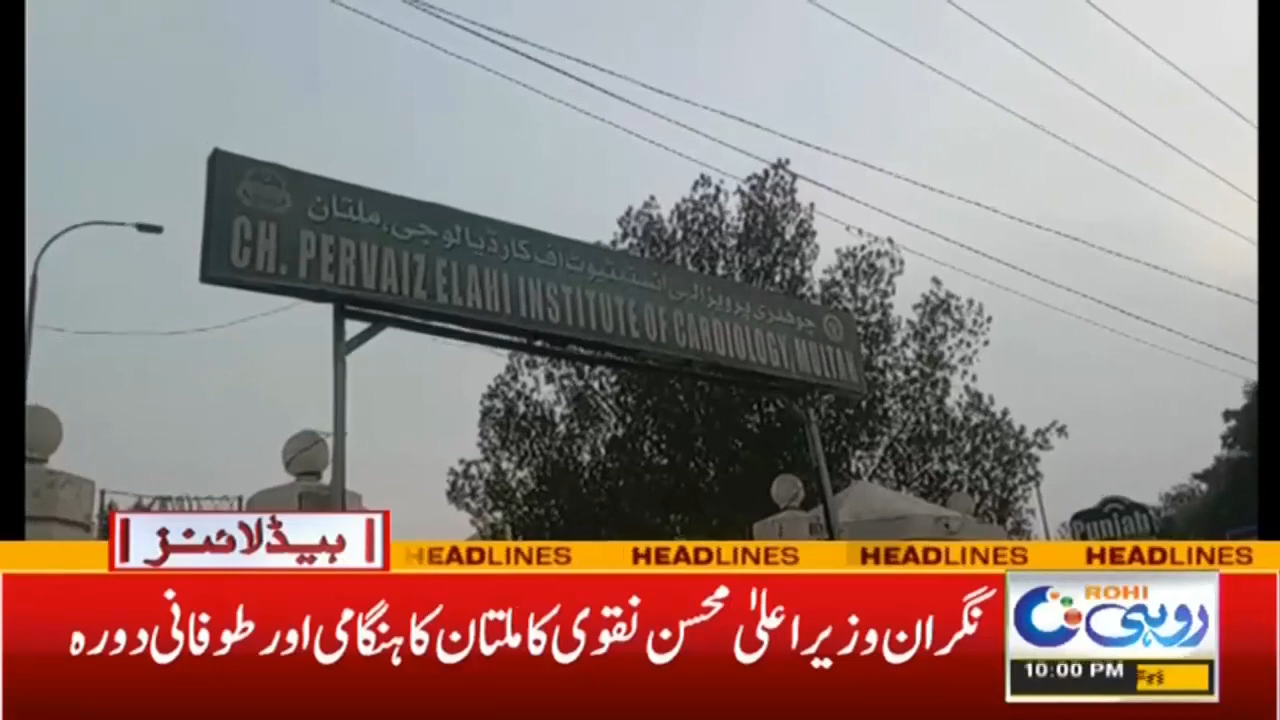 چوہدری پرویز الٰہی انسٹیٹیوٹ آف کارڈیالوجی، ملتان
CH. PERVAIZ ELAHI INSTITUTE OF CARDIOLOGY, MULTAN
Punjab
ہیڈلائنز
HEADLINES HEADLINES HEADLINES HEADLINES
نگران وزیراعلیٰ محسن نقوی کا ملتان کا ہنگامی اور طوفانی دورہ
ROHI
روہی
10:00 PM